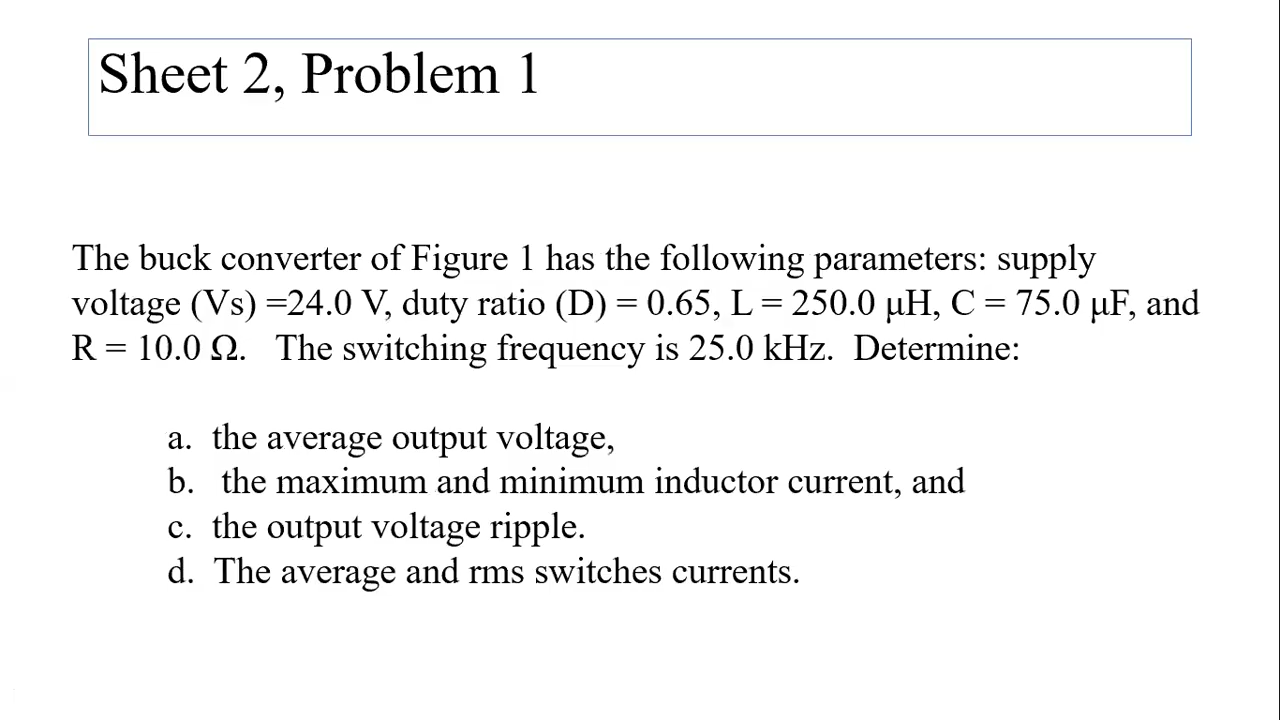 Sheet 2, Problem 1
The buck converter of Figure 1 has the following parameters: supply
voltage (Vs) =24.0 V, duty ratio (D) = 0.65, L = 250.0 μH, C = 75.0 μF, and
R = 10.0 Ω. The switching frequency is 25.0 kHz. Determine:
a. the average output voltage,
b. the maximum and minimum inductor current, and
c. the output voltage ripple.
d. The average and rms switches currents.